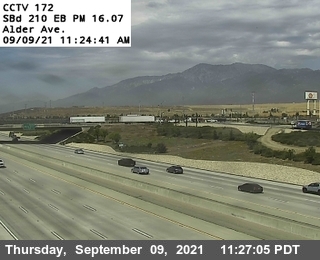 CCTV 172
SBd 210 EB PM 16.07
Alder Ave.
09/09/21 11:24:41 AM
Thursday, September 09, 2021 11:27:05 PDT